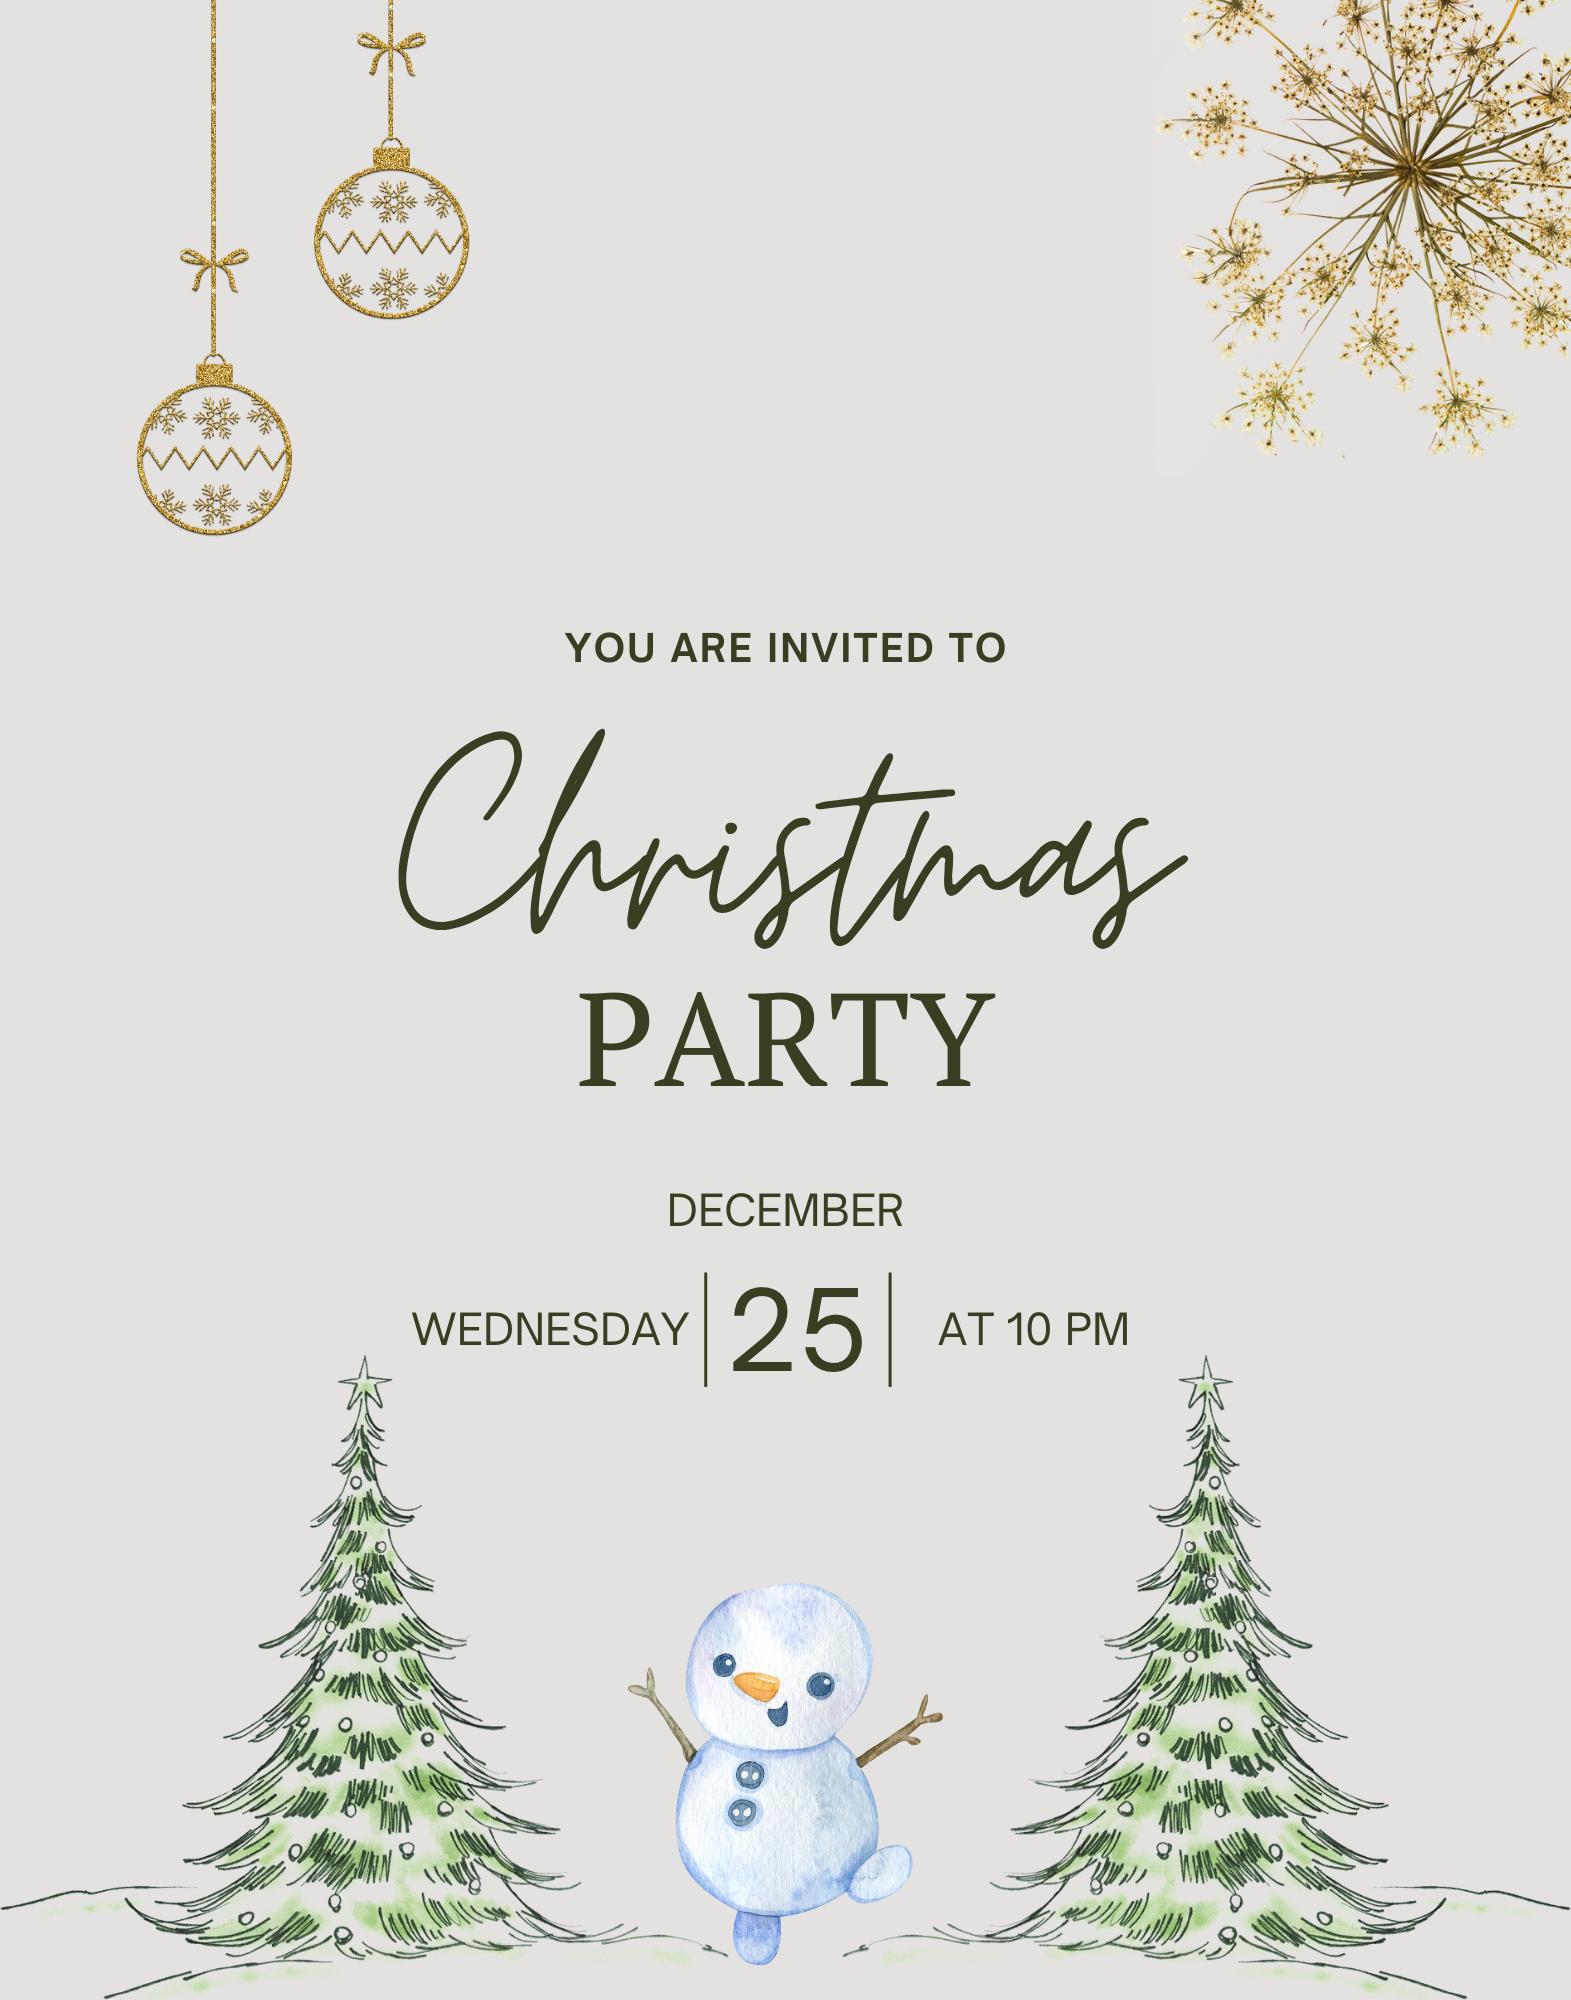 YOU ARE INVITED TO
Christmas
PARTY
DECEMBER
WEDNESDAY 25 AT 10 PM